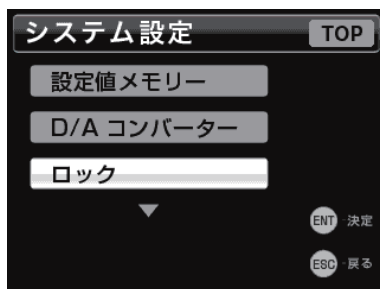 システム設定
TOP
設定値メモリー
D/A コンバーター
ロック
ENT 決定
ESC 戻る